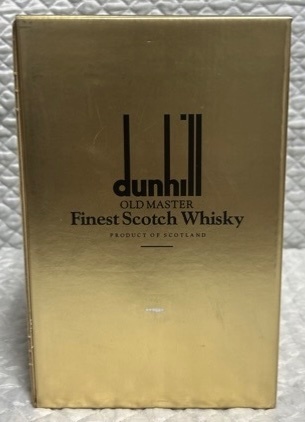 dunhill
OLD MASTER
Finest Scotch Whisky
PRODUCT OF SCOTLAND